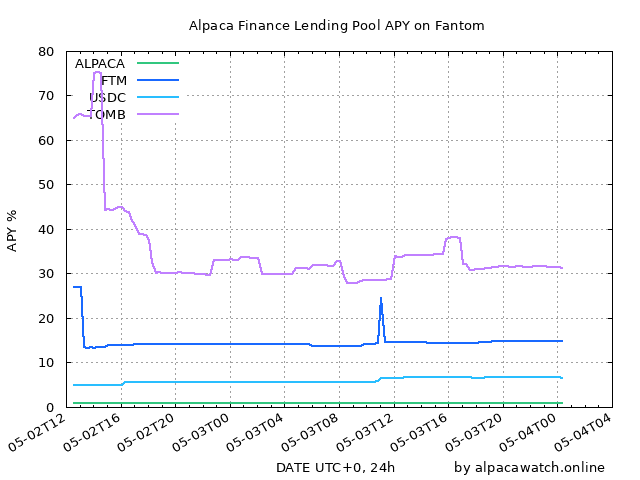 Alpaca Finance Lending Pool APY on Fantom
80
70
60
50
40
30
20
10
0
APY %
ALPACA
FTM
USDC
TOMB
05-02T12
05-02T16
05-02T20
05-03T00
05-03T04
05-03T08
05-03T12
05-03T16
05-03T20
05-04T00
05-04T04
DATE UTC+0, 24h
by alpacawatch.online